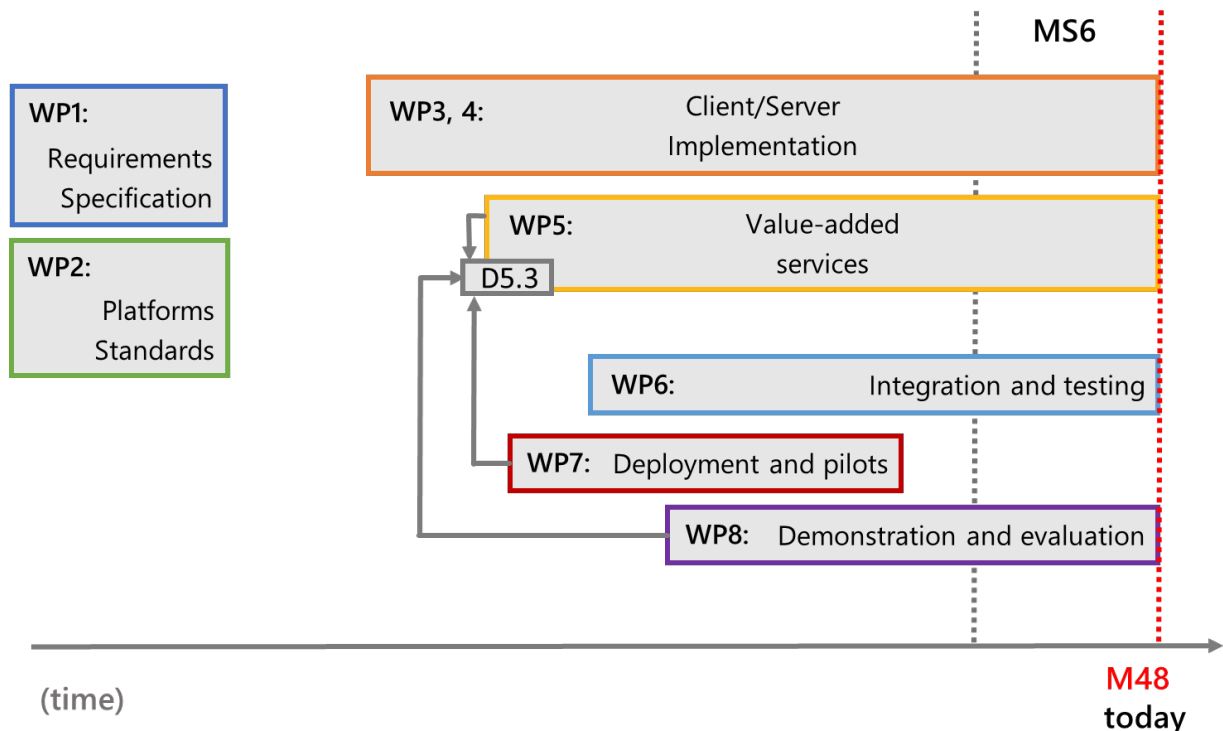 MS6
WP1:
Requirements
Specification
WP3, 4:
Client/Server
Implementation
WP2:
Platforms
Standards
WP5:
Value-added
services
D5.3
WP6:
Integration and testing
WP7: Deployment and pilots
WP8: Demonstration and evaluation
(time)
M48
today